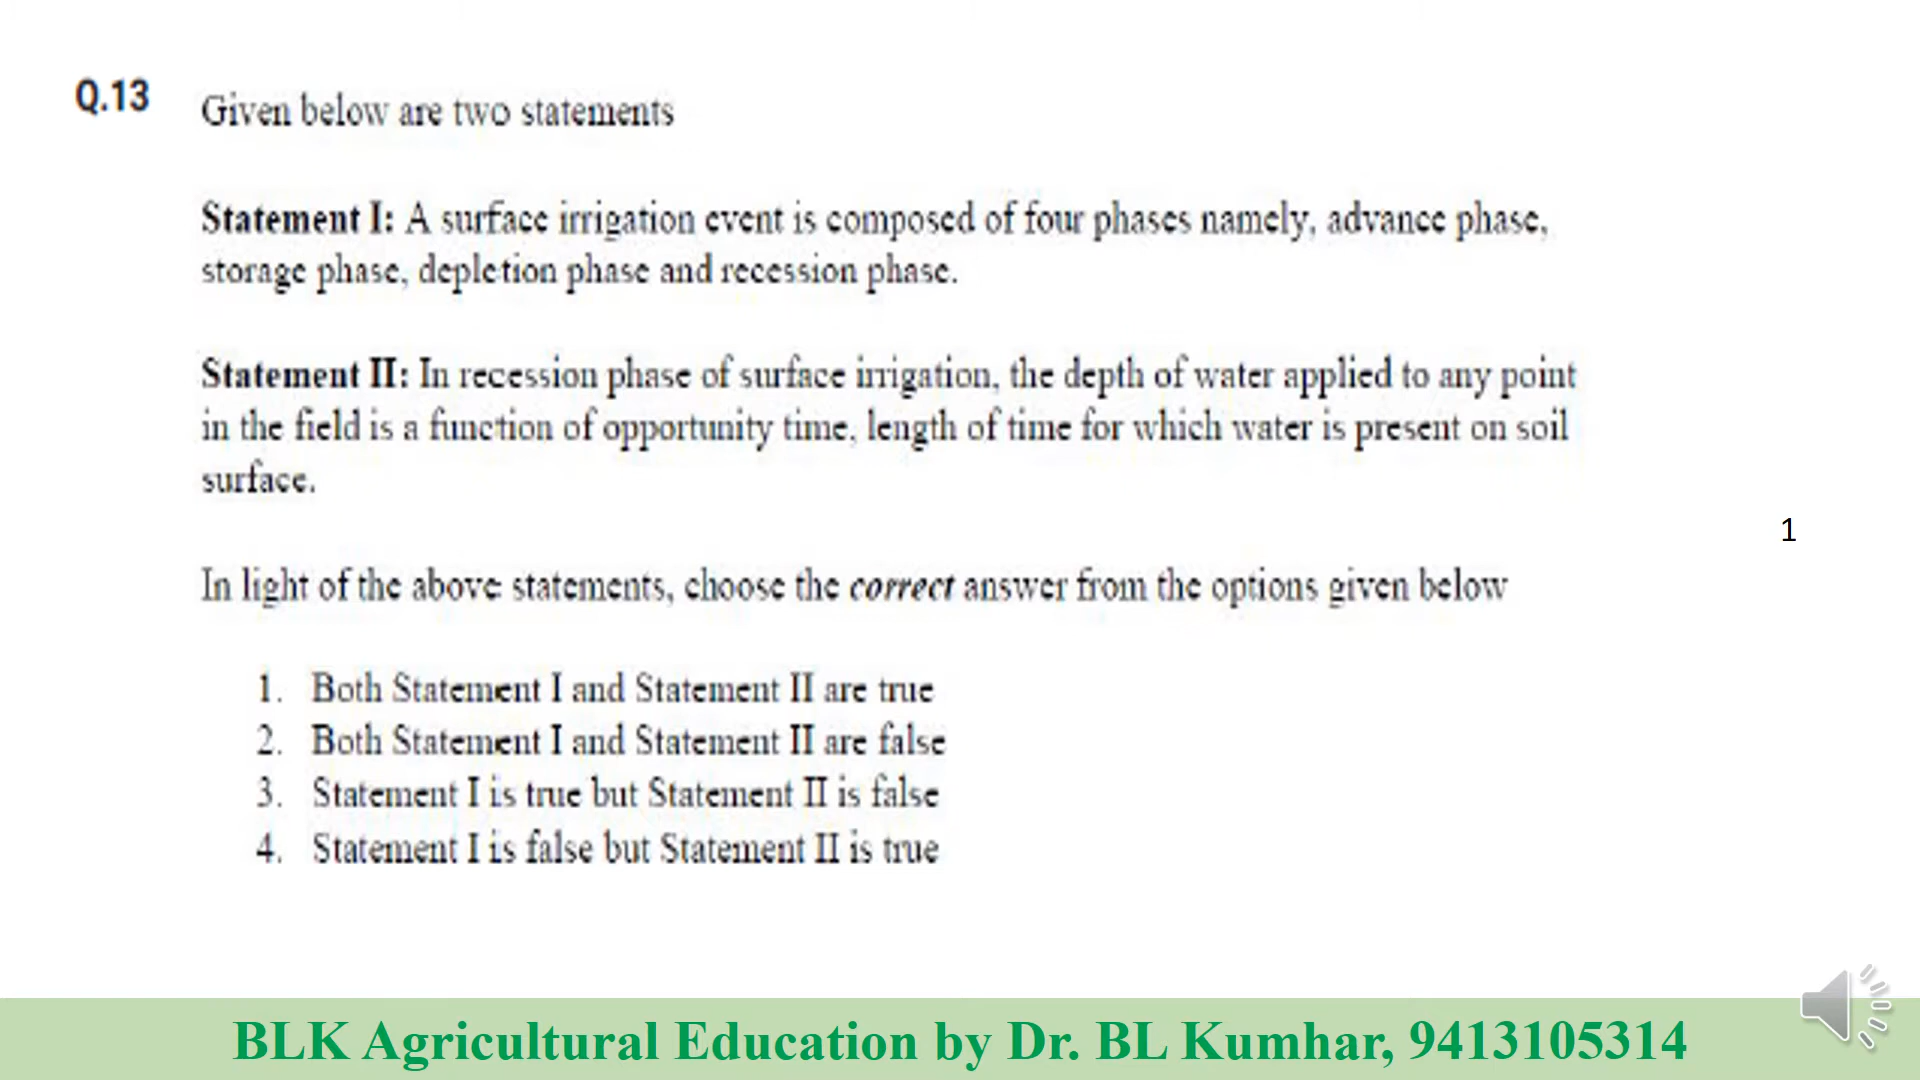 Q.13 Given below are two statements
Statement I: A surface irrigation event is composed of four phases namely, advance phase,
storage phase, depletion phase and recession phase.
Statement II: In recession phase of surface irrigation, the depth of water applied to any point
in the field is a function of opportunity time, length of time for which water is present on soil
surface.
1
In light of the above statements, choose the correct answer from the options given below
1. Both Statement I and Statement II are true
2. Both Statement I and Statement II are false
3. Statement I is true but Statement II is false
4. Statement I is false but Statement II is true
BLK Agricultural Education by Dr. BL Kumhar, 9413105314